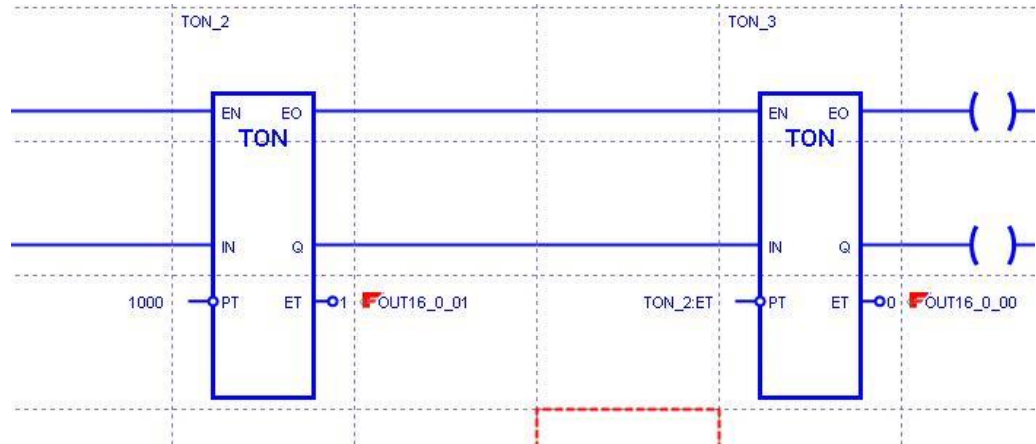 TON_2 TON_3
EN EO EN EO
TON TON
IN Q IN Q
1000 PT ET 1 F OUT16_0_01 TON_2:ET PT ET 0 F OUT16_0_00